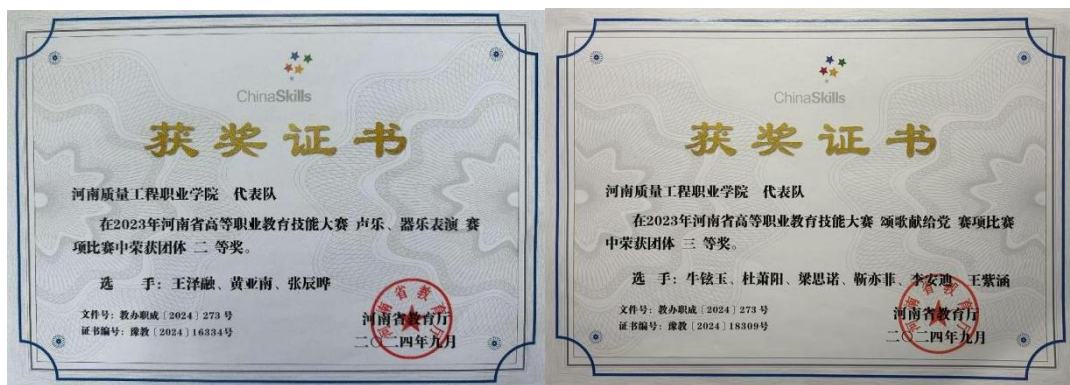 ChinaSkills
获奖证书
河南质量工程职业学院 代表队
在2023年河南省高等职业教育技能大赛 声乐、器乐表演 赛
项比赛中荣获团体 二 等奖。
选 手：王泽融、黄亚南、张辰晔
文件号：教办职成〔2024〕273 号
证书编号：豫教〔2024〕16334号
河南省教育厅
二〇二四年九月
ChinaSkills
获奖证书
河南质量工程职业学院 代表队
在2023年河南省高等职业教育技能大赛 颂歌献给党 赛项比赛
中荣获团体 三 等奖。
选 手：牛铉玉、杜萧阳、梁思诺、靳亦菲、李安迪 王紫涵
文件号：教办职成〔2024〕273 号
证书编号：豫教〔2024〕18309号
河南省教育厅
二〇二四年九月